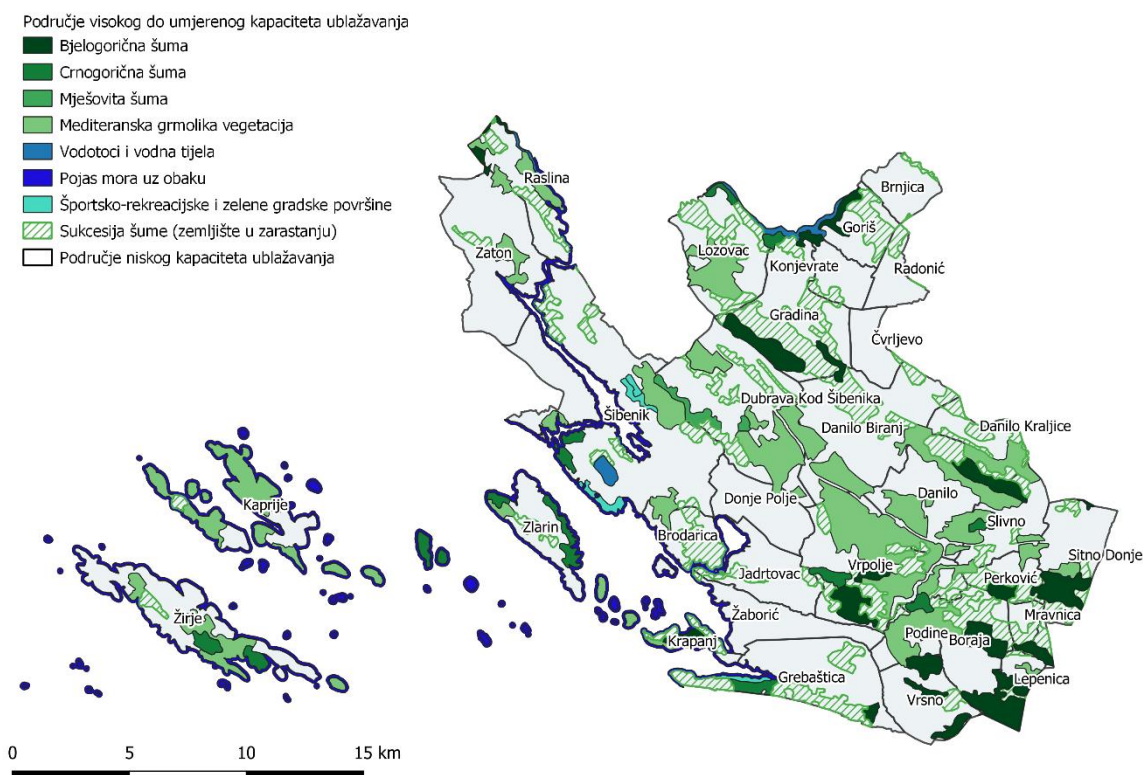 Područje visokog do umjerenog kapaciteta ublažavanja
Bjelogorična šuma
Crnogorična šuma
Mješovita šuma
Mediteranska grmolika vegetacija
Vodotoci i vodna tijela
Pojas mora uz obaku
Športsko-rekreacijske i zelene gradske površine
Sukcesija šume (zemljište u zarastanju)
Područje niskog kapaciteta ublažavanja
Raslina
Brnjica
Goriš
Zaton
Lozovac
Konjevrate
Radonić
Gradina
Čvrljevo
Dubrava Kod Šibenika
Šibenik
Danilo Biranj
Danilo Kraljice
Kaprije
Donje Polje
Danilo
Slivno
Zlarin
Brodarica
Sitno Donje
Jadrtovac
Vrpolje
Perković
Žirje
Žaborić
Mravnica
Krapanj
Podine
Boraja
Grebaštica
Lepenica
Vrsno
0 5 10 15 km